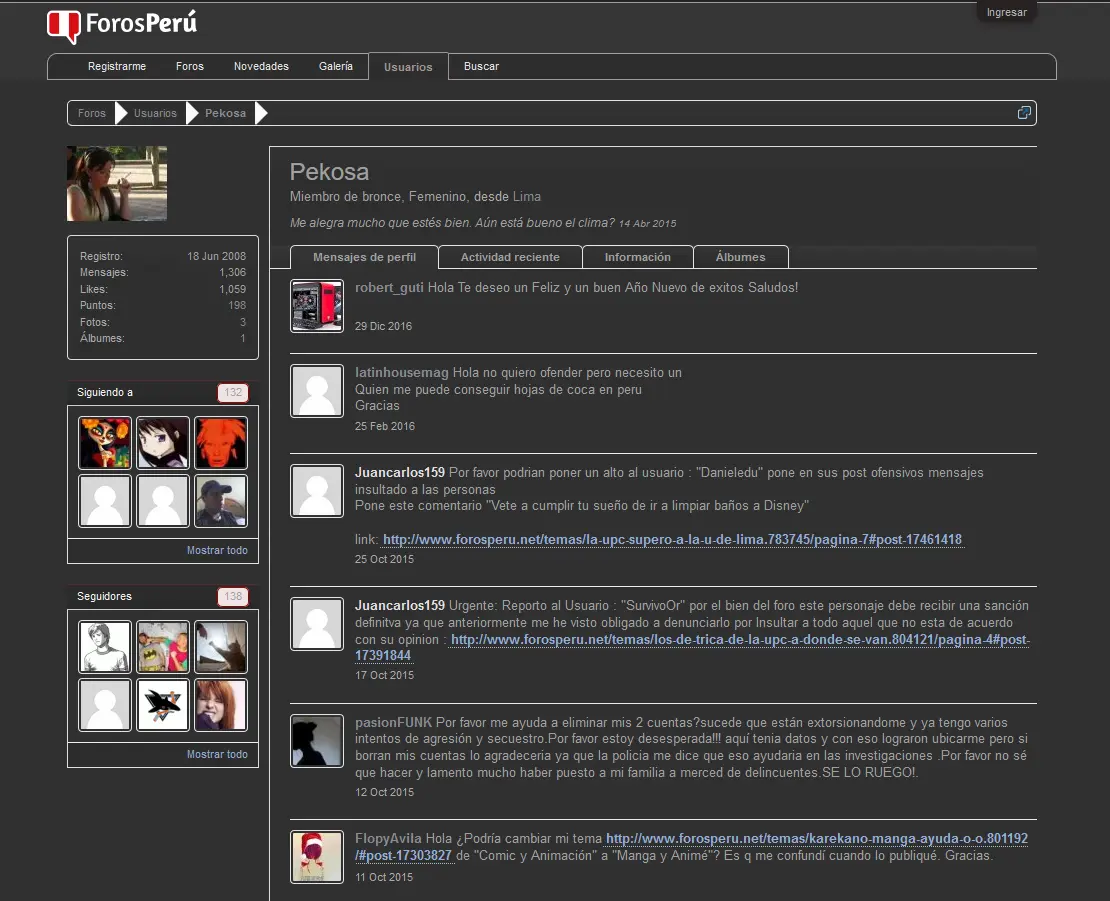 Ingresar
ForosPerú
Registrarme Foros Novedades Galería Usuarios Buscar
Foros Usuarios Pekosa
Pekosa
Miembro de bronce, Femenino, desde Lima
Me alegra mucho que estés bien. Aún está bueno el clima? 14 Abr 2015
Registro: 18 Jun 2008
Mensajes: 1,306
Likes: 1,059
Puntos: 198
Fotos: 3
Álbumes: 1
Siguiendo a 132
Mostrar todo
Seguidores 138
Mostrar todo
Mensajes de perfil Actividad reciente Información Álbumes
robert_guti Hola Te deseo un Feliz y un buen Año Nuevo de exitos Saludos!
29 Dic 2016
latinhousemag Hola no quiero ofender pero necesito un
Quien me puede conseguir hojas de coca en peru
Gracias
25 Feb 2016
Juancarlos159 Por favor podrian poner un alto al usuario : "Danieledu" pone en sus post ofensivos mensajes
insultado a las personas
Pone este comentario "Vete a cumplir tu sueño de ir a limpiar baños a Disney"
link: http://www.forosperu.net/temas/la-upc-supero-a-la-u-de-lima.783745/pagina-7#post-17461418
25 Oct 2015
Juancarlos159 Urgente: Reporto al Usuario : "SurvivoOr" por el bien del foro este personaje debe recibir una sanción
definitva ya que anteriormente me he visto obligado a denunciarlo por Insultar a todo aquel que no esta de acuerdo
con su opinion : http://www.forosperu.net/temas/los-de-trica-de-la-upc-a-donde-se-van.804121/pagina-4#post-
17391844
17 Oct 2015
pasionFUNK Por favor me ayuda a eliminar mis 2 cuentas?sucede que están extorsionandome y ya tengo varios
intentos de agresión y secuestro.Por favor estoy desesperada!!! aquí tenia datos y con eso lograron ubicarme pero si
borran mis cuentas lo agradeceria ya que la policia me dice que eso ayudaria en las investigaciones .Por favor no sé
que hacer y lamento mucho haber puesto a mi familia a merced de delincuentes.SE LO RUEGO!.
12 Oct 2015
FlopyAvila Hola ¿Podría cambiar mi tema http://www.forosperu.net/temas/karekano-manga-ayuda-o-o.801192
/#post-17303827 de "Comic y Animación" a "Manga y Animé"? Es q me confundí cuando lo publiqué. Gracias.
11 Oct 2015